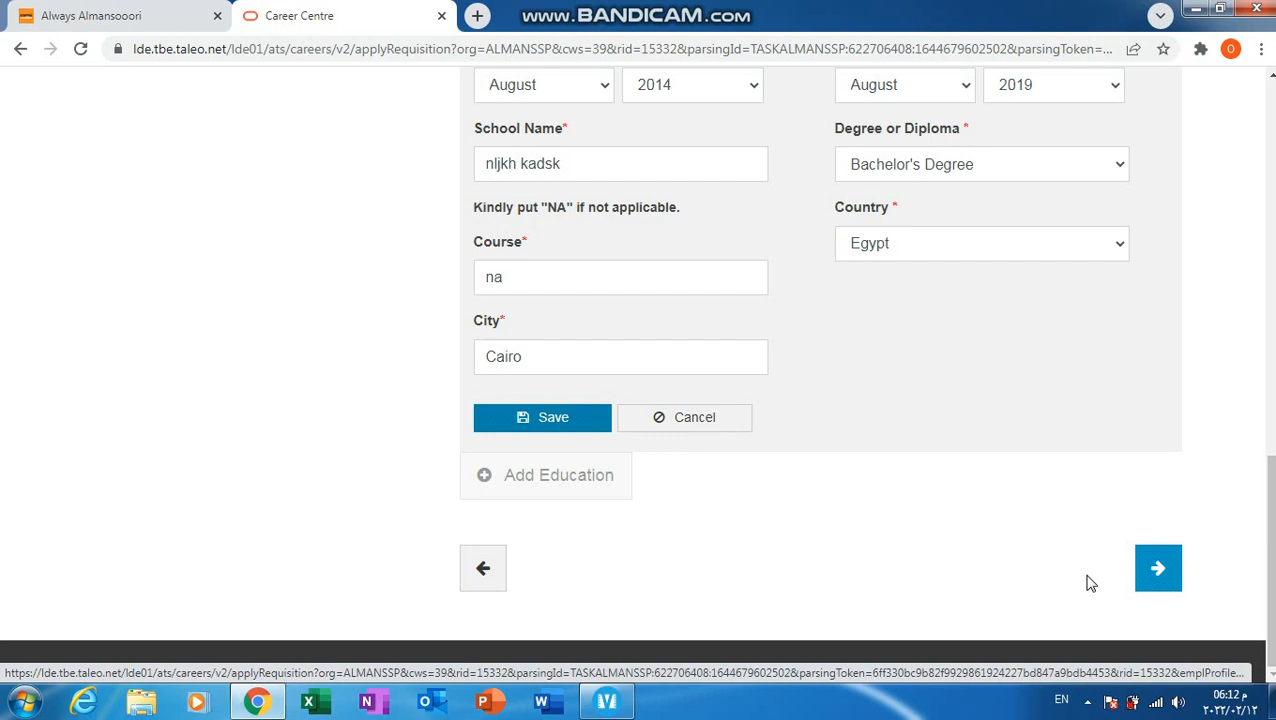 Always Almansooori
Career Centre
www.BANDICAM.com
lde.tbe.taleo.net/lde01/ats/careers/v2/applyRequisition?org=ALMANSSP&cws=39&rid=15332&parsingId=TASKALMANSSP:622706408:1644679602502&parsingToken=...
O
August 2014 August 2019
School Name* Degree or Diploma *
nljkh kadsk Bachelor's Degree
Kindly put "NA" if not applicable. Country *
Course* Egypt
na
City*
Cairo
Save Cancel
Add Education
https://lde.tbe.taleo.net/lde01/ats/careers/v2/applyRequisition?org=ALMANSSP&cws=39&rid=15332&parsingId=TASKALMANSSP:622706408:1644679602502&parsingToken=6ff330bc9b82f9929861924227bd847a9bdb4453&rid=15332&emplProfile...
EN
06:12 م
٢٠٢٢/٠٢/١٢